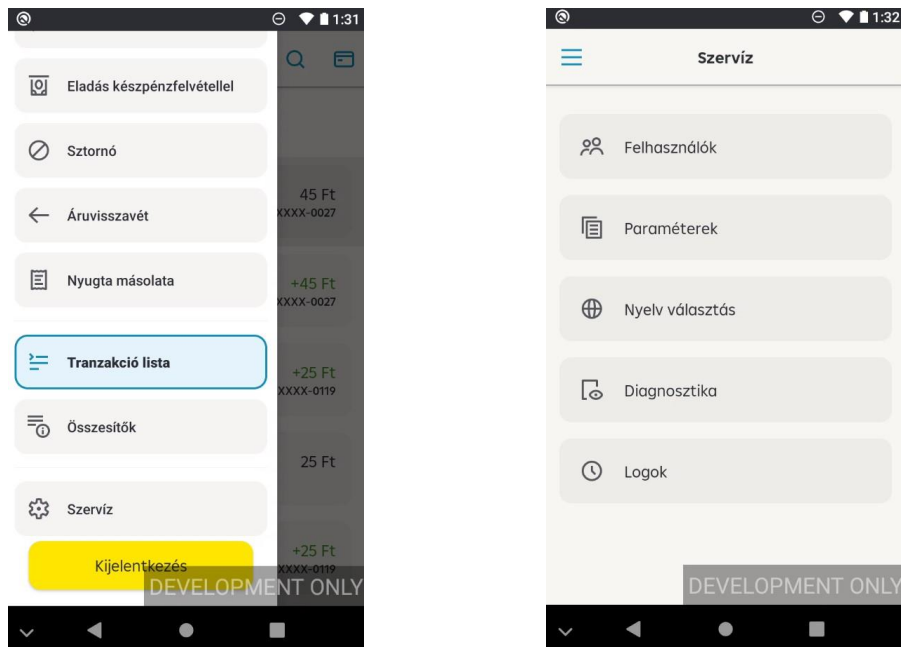 1:31
Eladás készpénzfelvétellel
Sztornó
45 Ft
XXXX-0027
Áruvisszavét
Nyugta másolata
+45 Ft
XXXX-0027
Tranzakció lista
+25 Ft
XXXX-0119
Összesítők
25 Ft
Szervíz
Kijelentkezés
+25 Ft
XXXX-0119
DEVELOPMENT ONLY
1:32
Szervíz
Felhasználók
Paraméterek
Nyelv választás
Diagnosztika
Logok
DEVELOPMENT ONLY